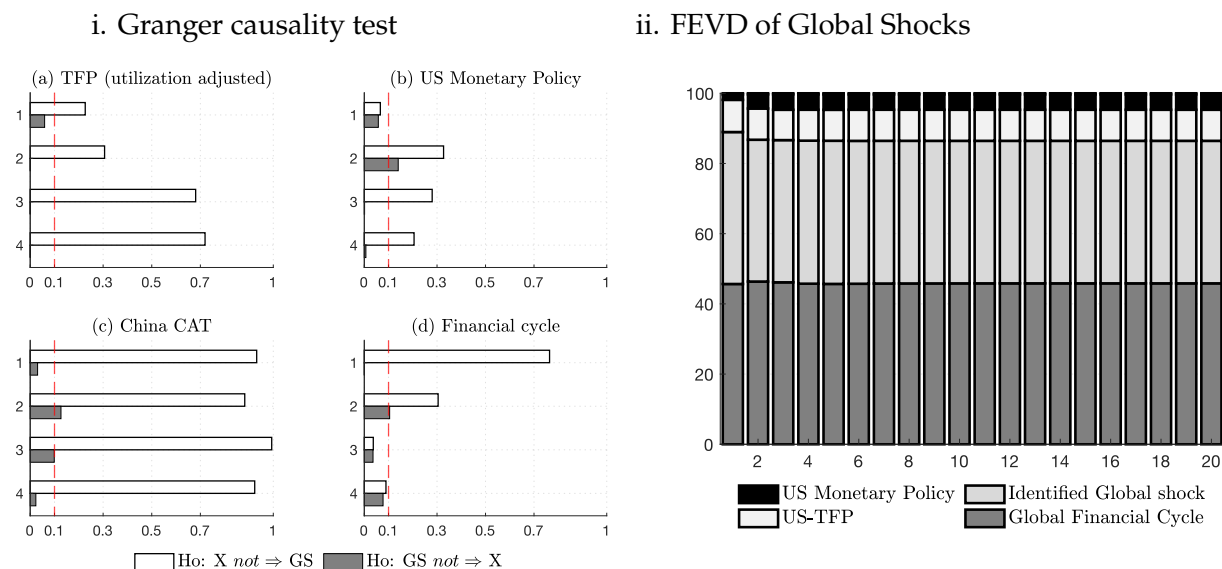 i. Granger causality test
ii. FEVD of Global Shocks
(a) TFP (utilization adjusted)
1
2
3
4
0 0.1 0.3 0.5 0.7 1
(b) US Monetary Policy
1
2
3
4
0 0.1 0.3 0.5 0.7 1
(c) China CAT
1
2
3
4
0 0.1 0.3 0.5 0.7 1
(d) Financial cycle
1
2
3
4
0 0.1 0.3 0.5 0.7 1
Ho: X not ⇒ GS Ho: GS not ⇒ X
100
80
60
40
20
0
2 4 6 8 10 12 14 16 18 20
US Monetary Policy Identified Global shock
US-TFP Global Financial Cycle